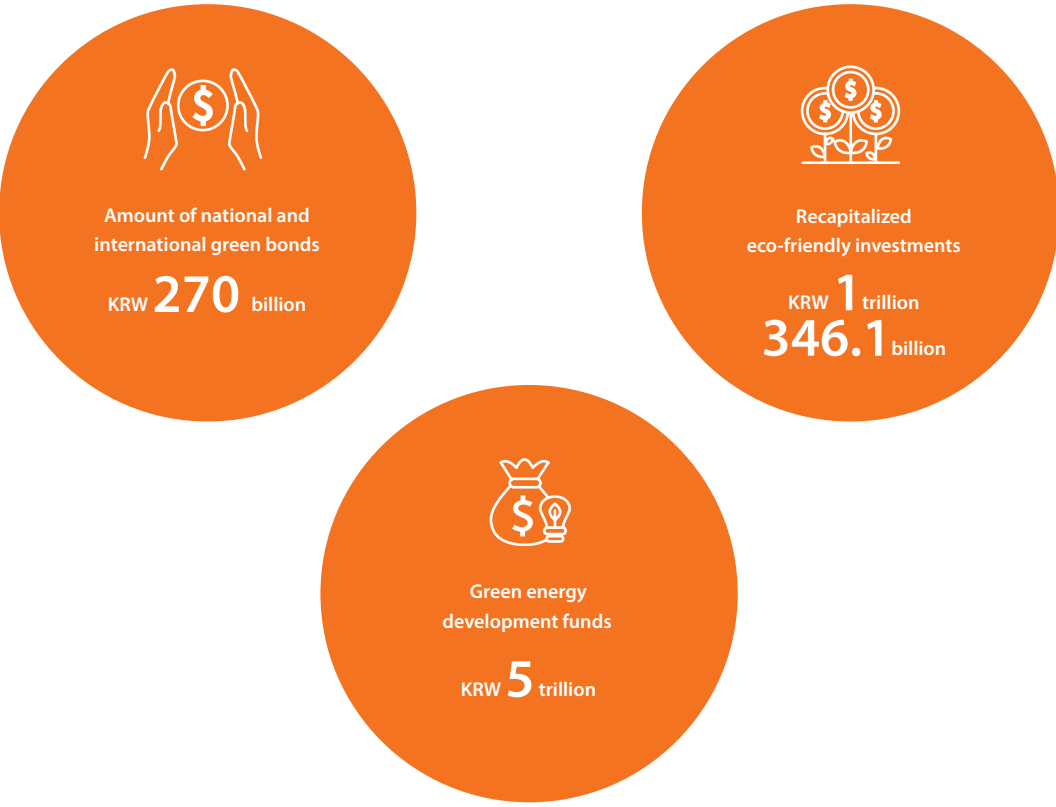 $
Amount of national and
international green bonds
KRW 270 billion
$ $ $
Recapitalized
eco-friendly investments
KRW 1 trillion
346.1 billion
$
Green energy
development funds
KRW 5 trillion